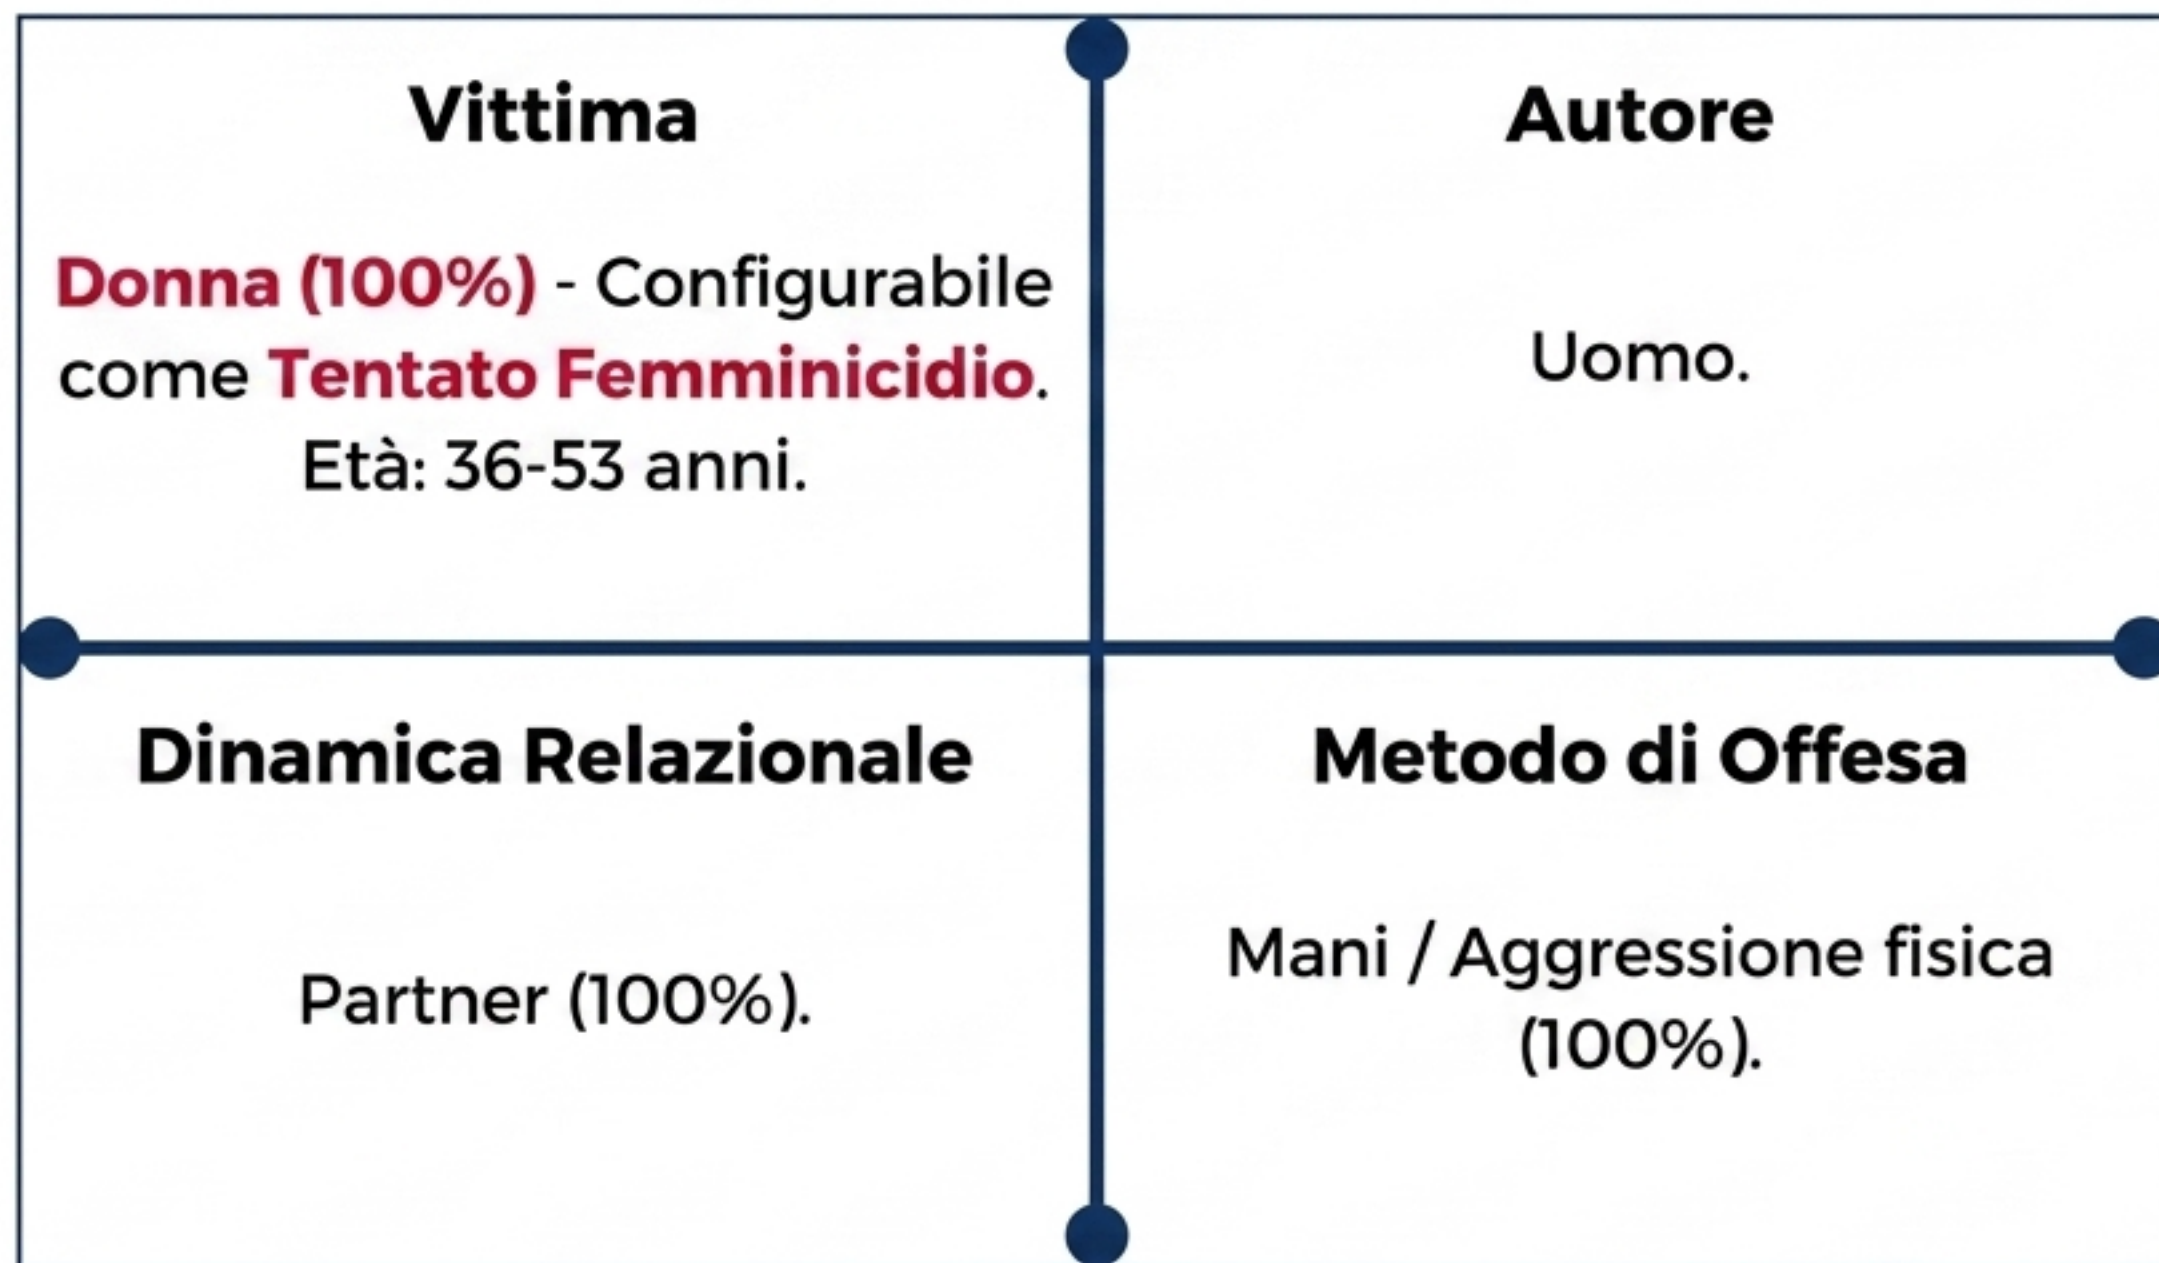 Vittima
Donna (100%) - Configurabile
come Tentato Femminicidio.
Età: 36-53 anni.
Autore
Uomo.
Dinamica Relazionale
Partner (100%).
Metodo di Offesa
Mani / Aggressione fisica
(100%).